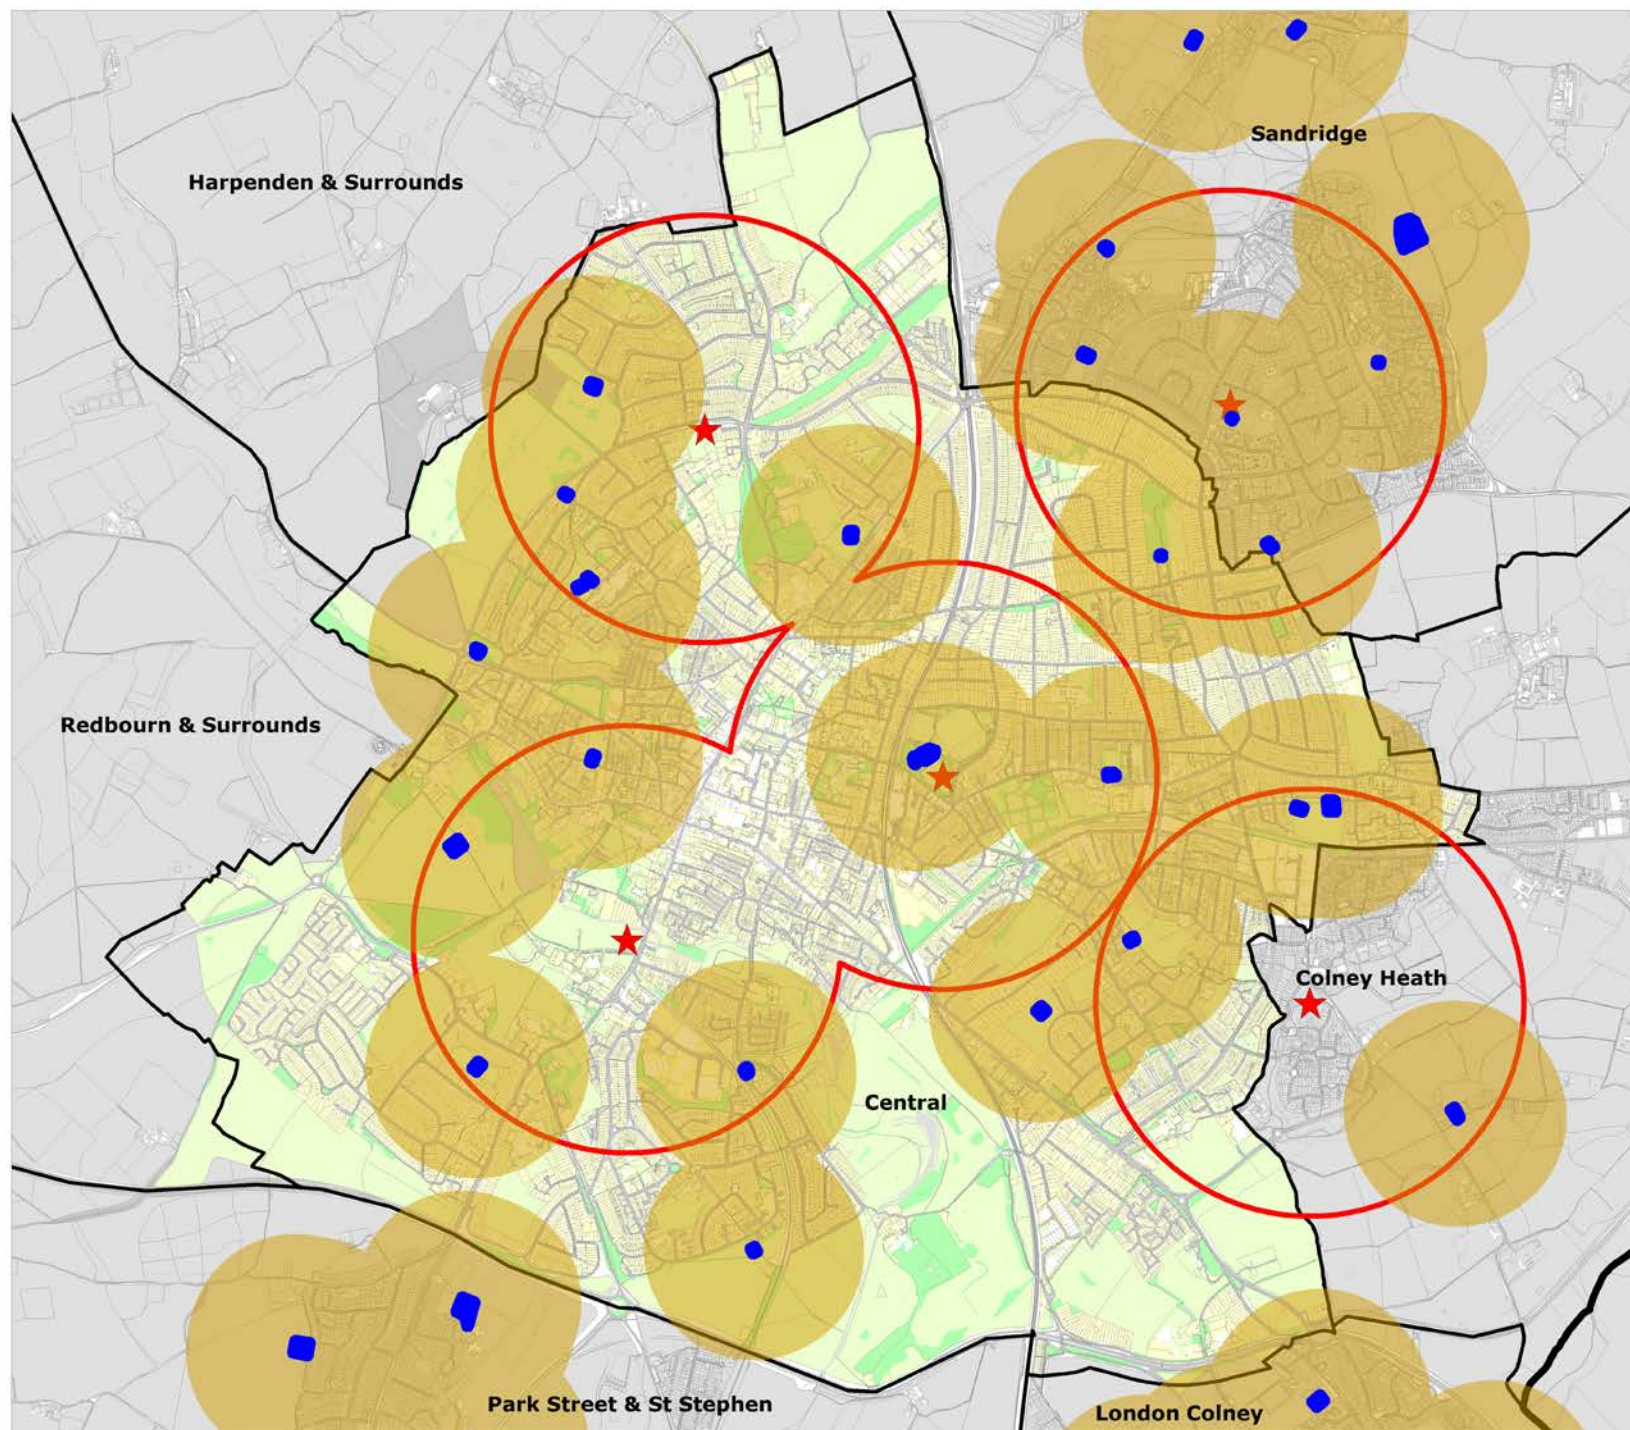 Sandridge
Harpenden & Surrounds
Redbourn & Surrounds
Colney Heath
Central
Park Street & St Stephen
London Colney